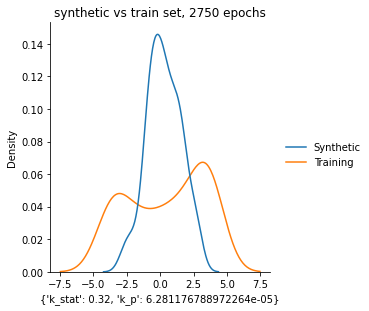 synthetic vs train set, 2750 epochs
0.14
0.12
0.10
0.08
0.06
0.04
0.02
0.00
Density
Synthetic
Training
−7.5 −5.0 −2.5 0.0 2.5 5.0 7.5
{'k_stat': 0.32, 'k_p': 6.281176788972264e-05}